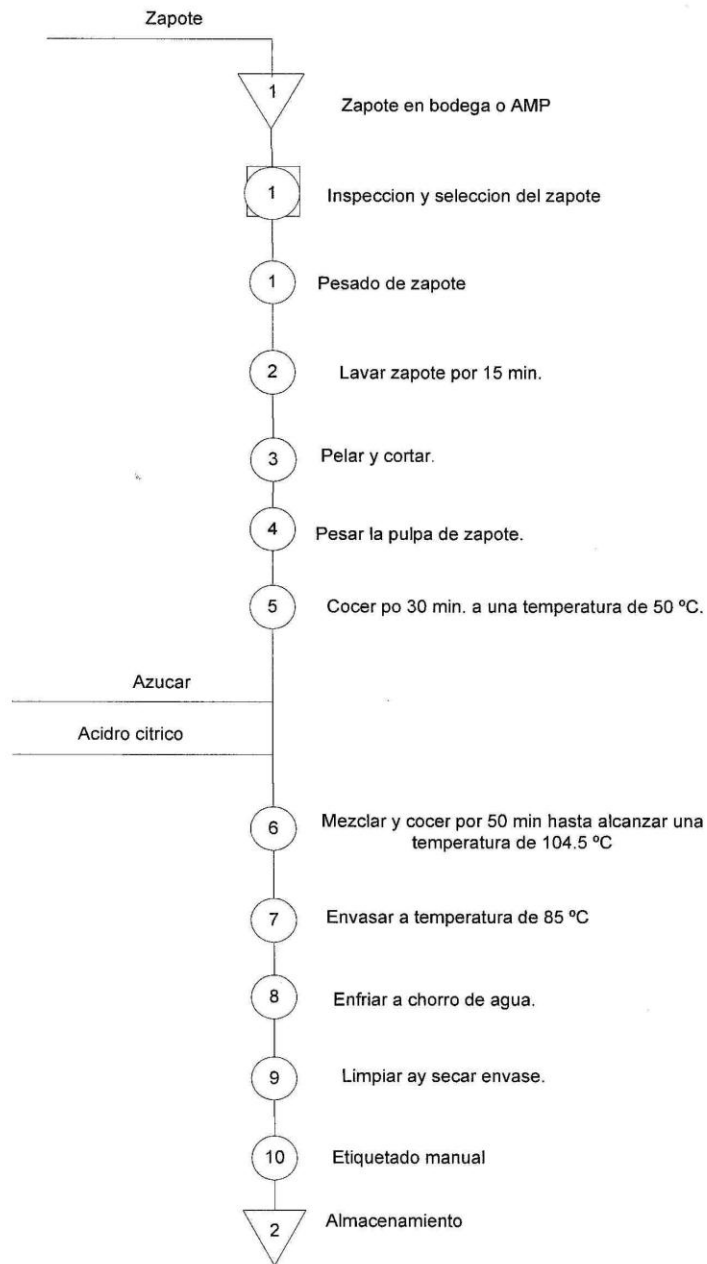 Zapote
1
Zapote en bodega o AMP
1
Inspeccion y seleccion del zapote
1
Pesado de zapote
2
Lavar zapote por 15 min.
3
Pelar y cortar.
4
Pesar la pulpa de zapote.
5
Cocer po 30 min. a una temperatura de 50 ºC.
Azucar
Acidro citrico
6
Mezclar y cocer por 50 min hasta alcanzar una
temperatura de 104.5 ºC
7
Envasar a temperatura de 85 ºC
8
Enfriar a chorro de agua.
9
Limpiar ay secar envase.
10
Etiquetado manual
2
Almacenamiento